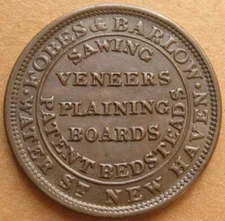 FOBES & BARLOW.
WATER ST NEW HAVEN.
SAWING
VENEERS
PLAINING
BOARDS
PATENT BEDSTEADS